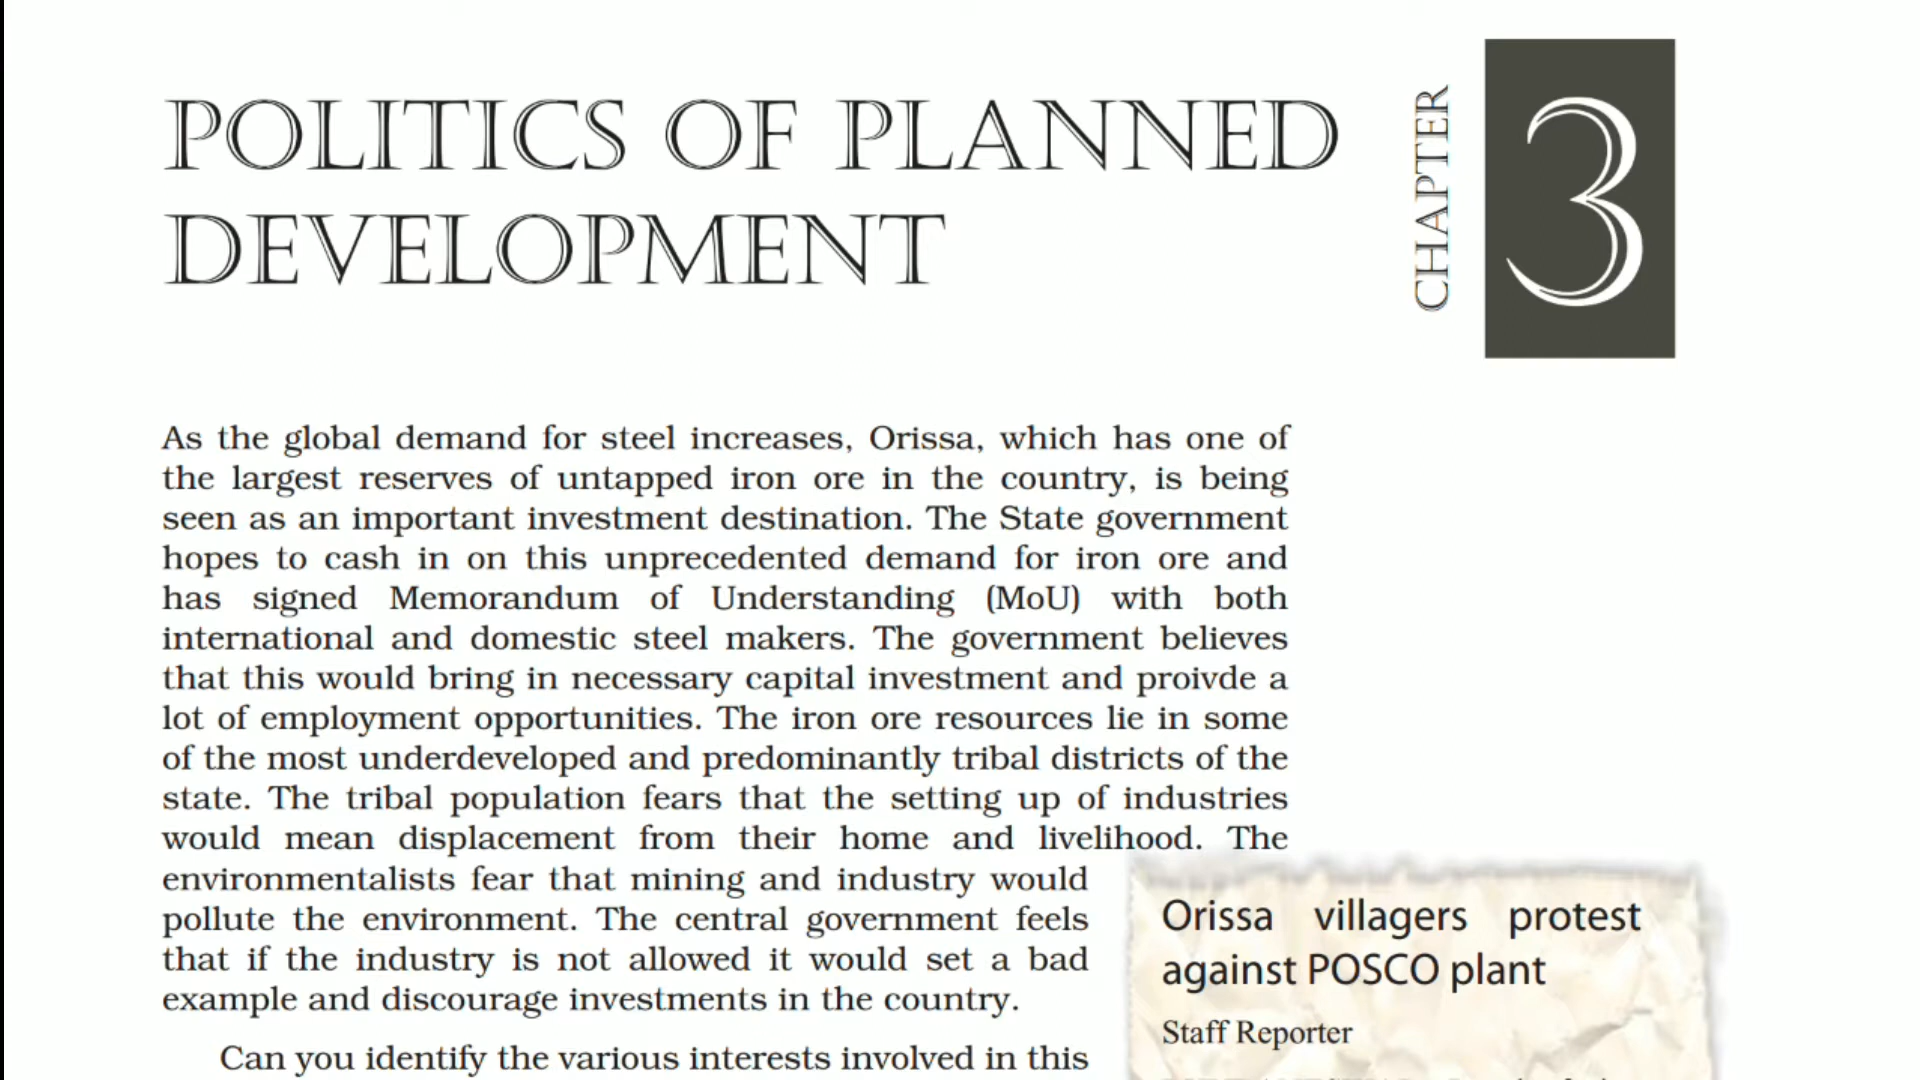 POLITICS OF PLANNED
DEVELOPMENT
CHAPTER
3
As the global demand for steel increases, Orissa, which has one of
the largest reserves of untapped iron ore in the country, is being
seen as an important investment destination. The State government
hopes to cash in on this unprecedented demand for iron ore and
has signed Memorandum of Understanding (MoU) with both
international and domestic steel makers. The government believes
that this would bring in necessary capital investment and proivde a
lot of employment opportunities. The iron ore resources lie in some
of the most underdeveloped and predominantly tribal districts of the
state. The tribal population fears that the setting up of industries
would mean displacement from their home and livelihood. The
environmentalists fear that mining and industry would
pollute the environment. The central government feels
that if the industry is not allowed it would set a bad
example and discourage investments in the country.
Can you identify the various interests involved in this
Orissa villagers protest
against POSCO plant
Staff Reporter